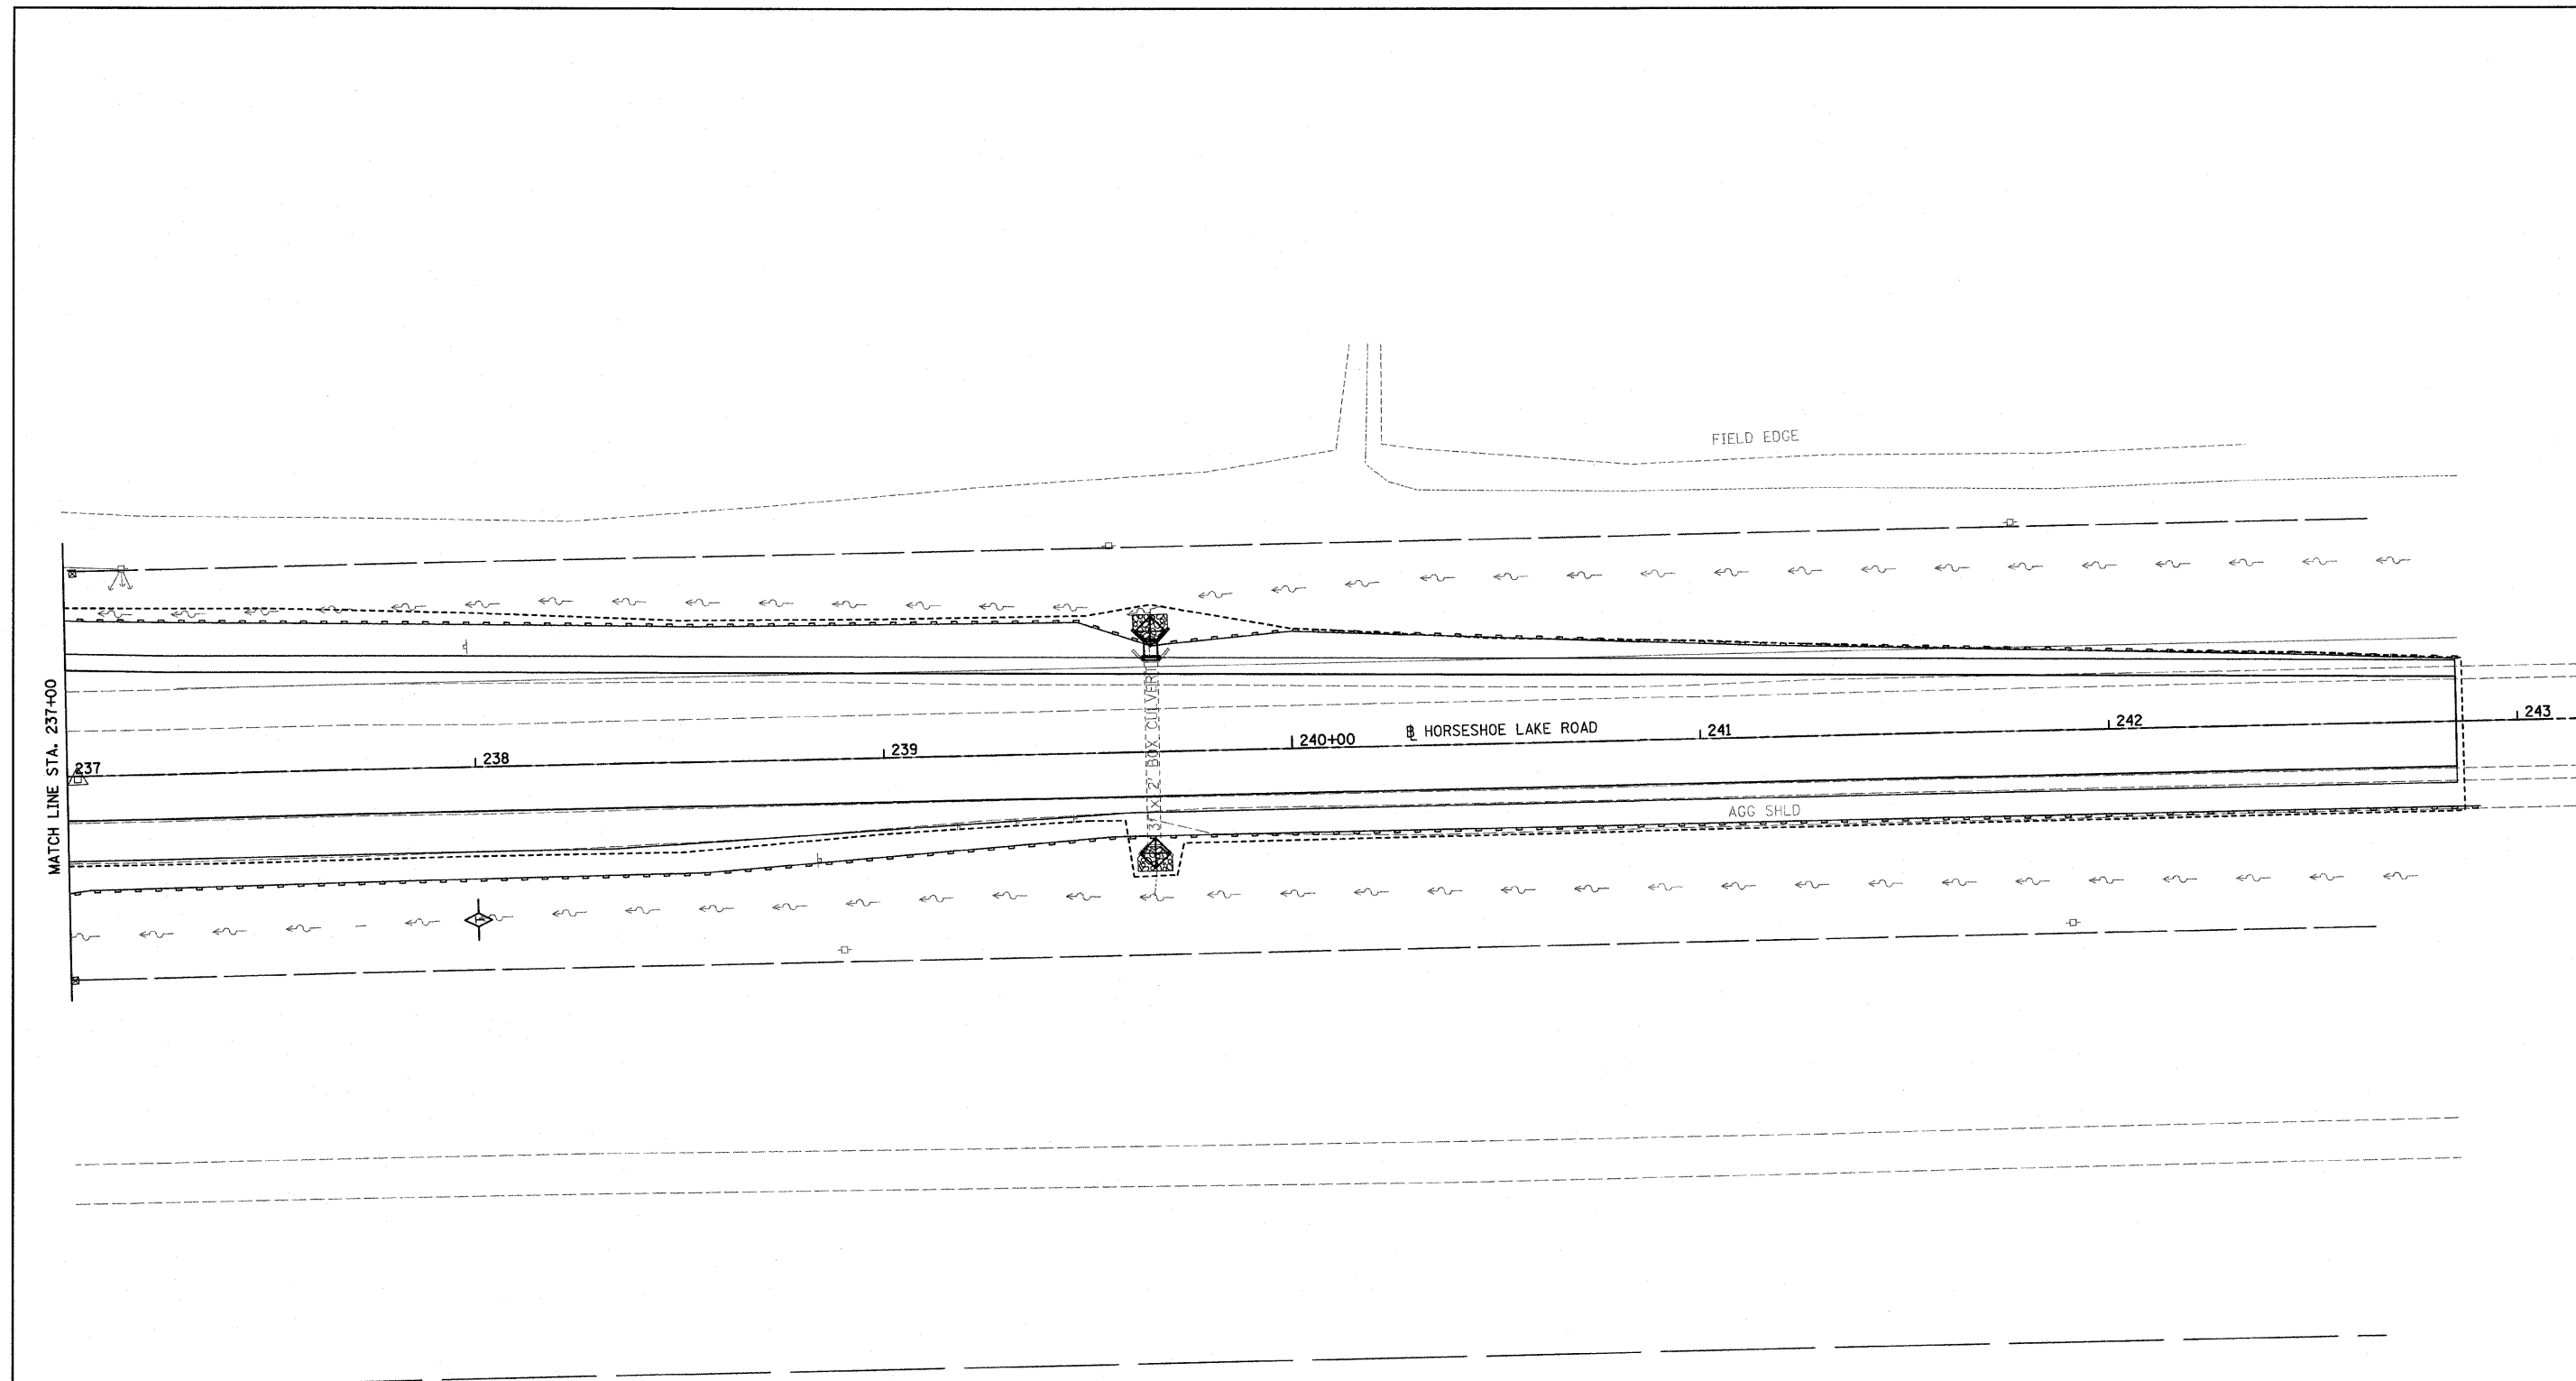 FIELD EDGE
MATCH LINE STA. 237+00
237
238
239
240+00
HORSESHOE LAKE ROAD
241
242
243
3' X 2' BOX CULVERT
AGG SHLD